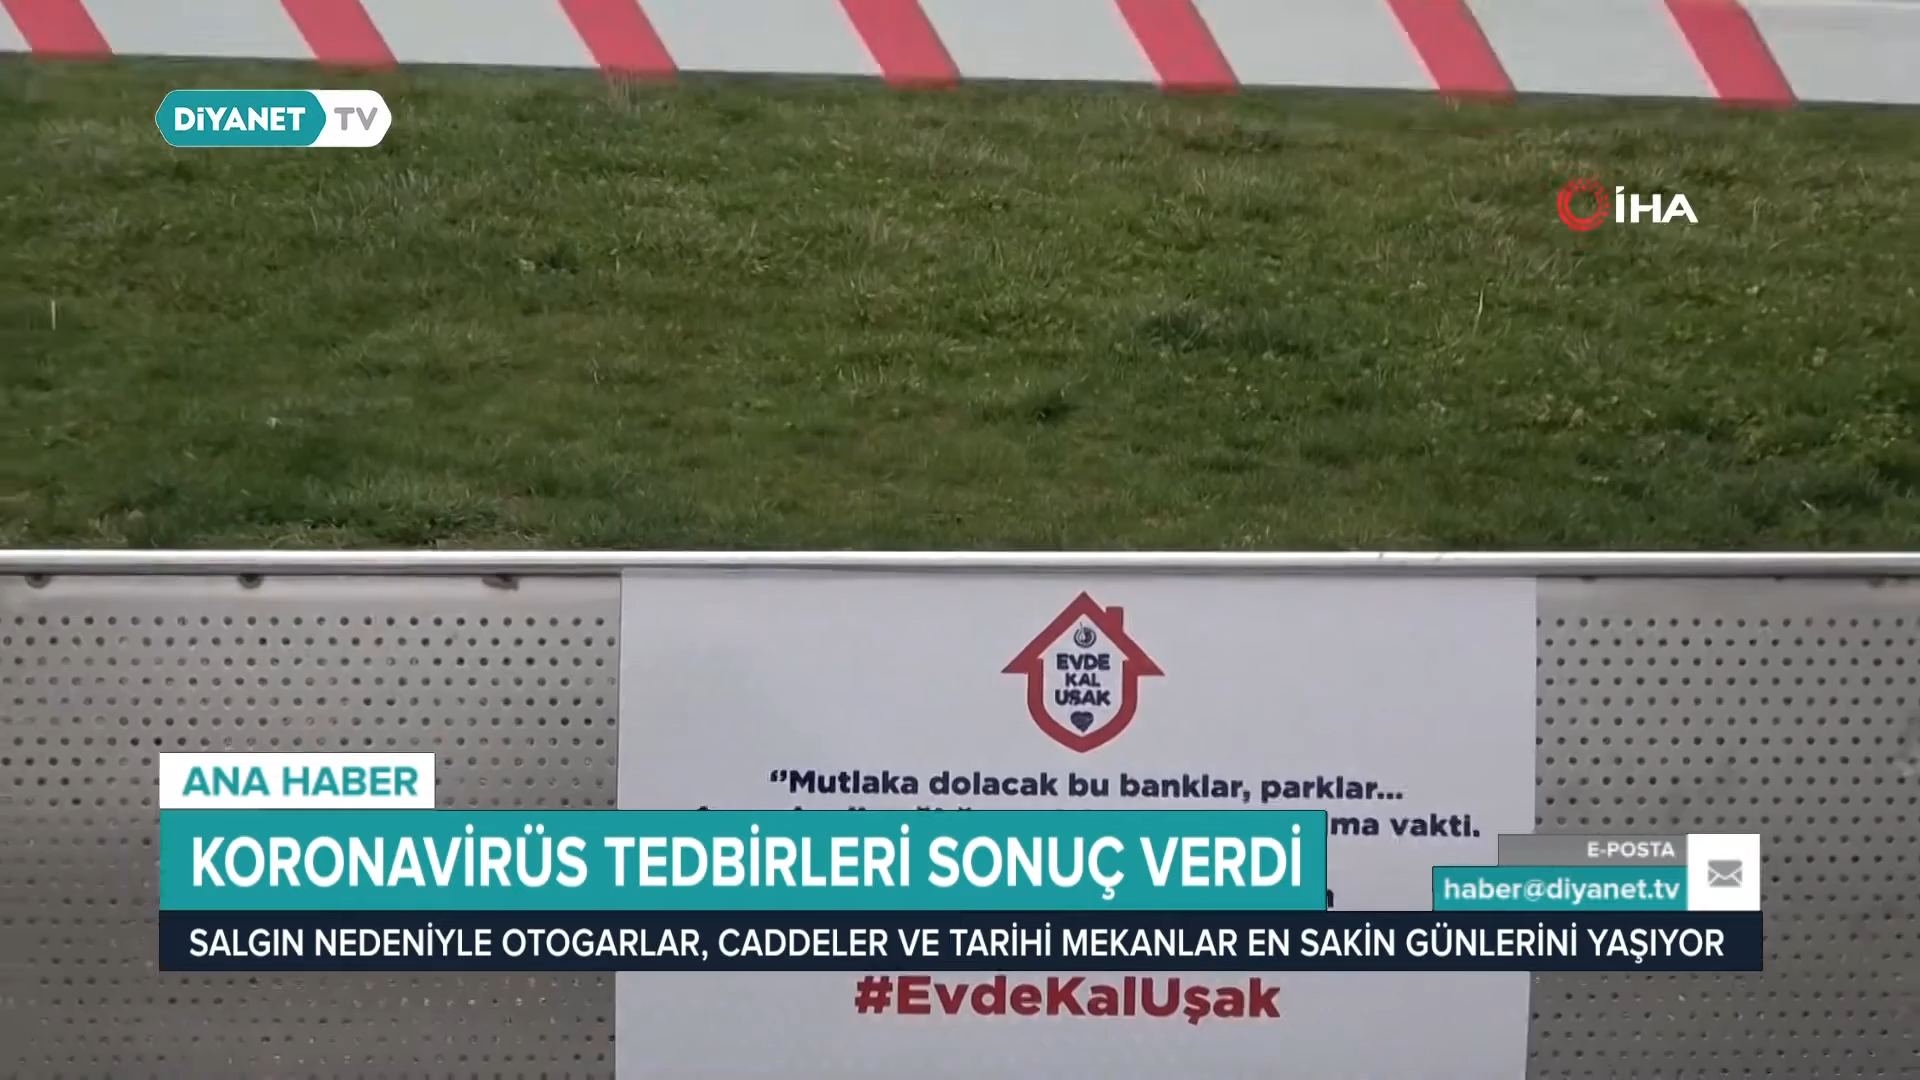 DİYANET TV
İHA
EVDE
KAL
UŞAK
"Mutlaka dolacak bu banklar, parklar...
ma vakti.
ANA HABER
KORONAVİRÜS TEDBİRLERİ SONUÇ VERDİ
E-POSTA
haber@diyanet.tv
SALGIN NEDENİYLE OTOGARLAR, CADDELER VE TARİHİ MEKANLAR EN SAKİN GÜNLERİNİ YAŞIYOR
#EvdeKalUşak